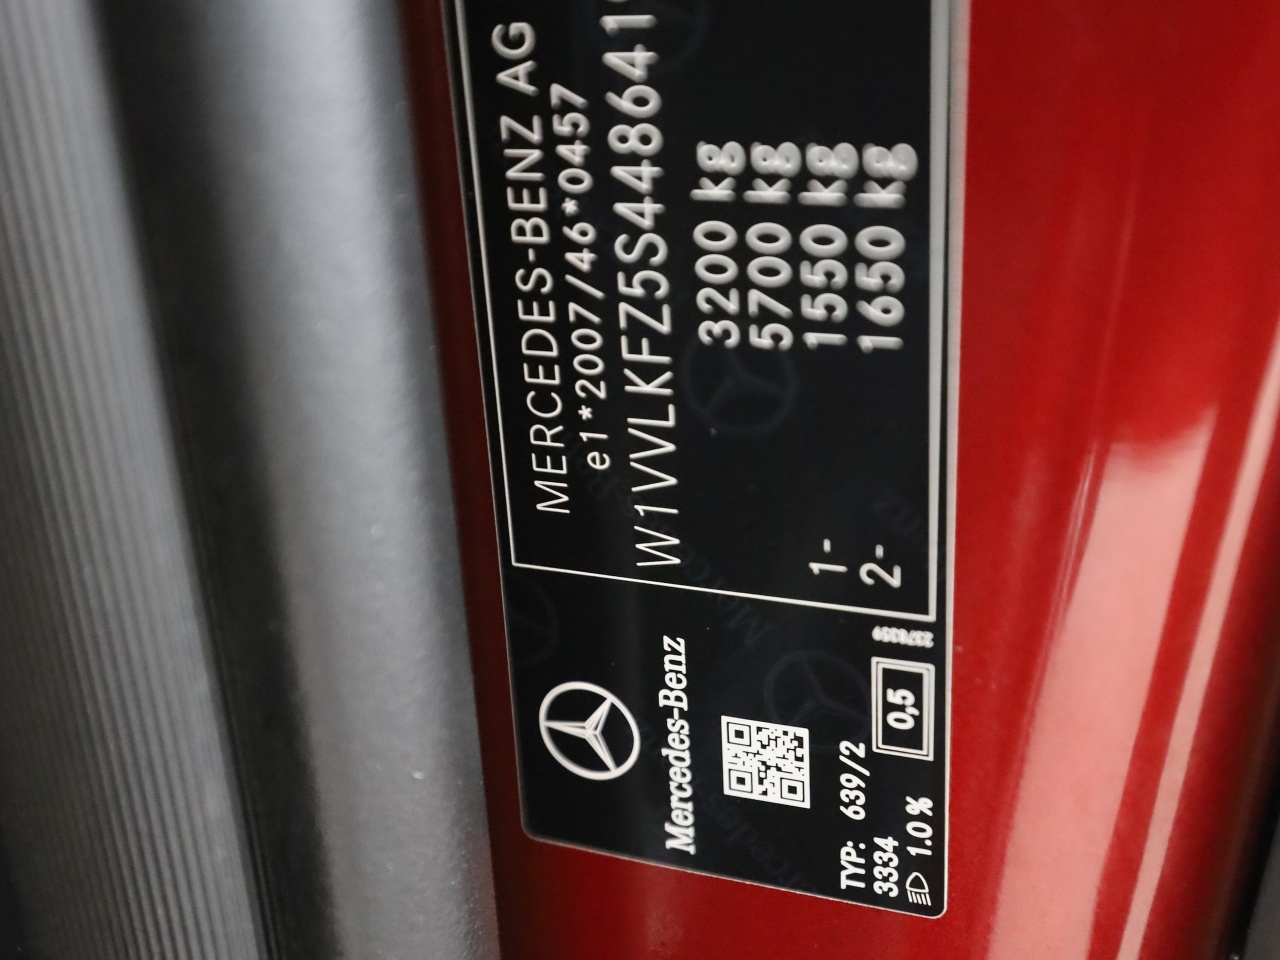 Mercedes-Benz
TYP: 639/2
3334
1.0 %
0,5
MERCEDES-BENZ AG
e1*2007/46*0457
W1VVLKFZ5S448641
3200 kg
5700 kg
1- 1550 kg
2- 1650 kg